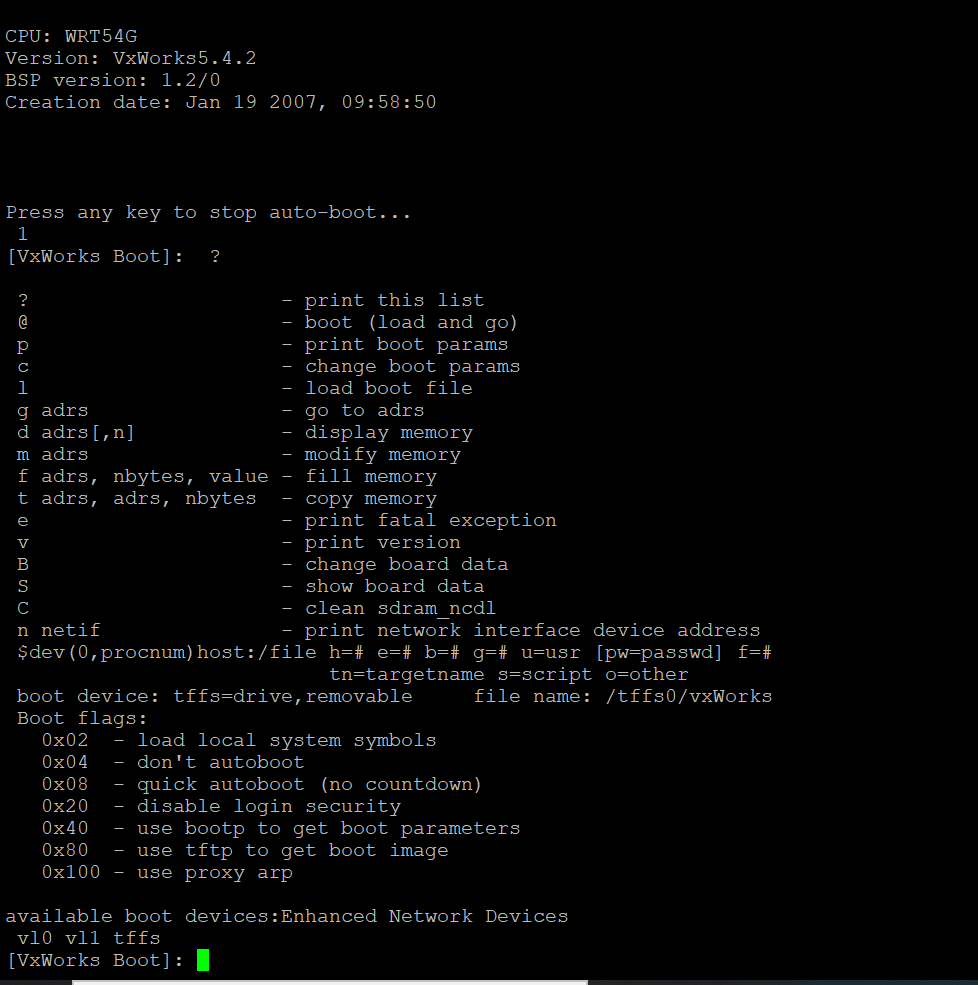 CPU: WRT54G
Version: VxWorks5.4.2
BSP version: 1.2/0
Creation date: Jan 19 2007, 09:58:50
Press any key to stop auto-boot...
1
[VxWorks Boot]: ?
? - print this list
@ - boot (load and go)
p - print boot params
c - change boot params
l - load boot file
g adrs - go to adrs
d adrs[,n] - display memory
m adrs - modify memory
f adrs, nbytes, value - fill memory
t adrs, adrs, nbytes - copy memory
e - print fatal exception
v - print version
B - change board data
S - show board data
C - clean sdram_ncdl
n netif - print network interface device address
$dev(0,procnum)host:/file h=# e=# b=# g=# u=usr [pw=passwd] f=#
tn=targetname s=script o=other
boot device: tffs=drive,removable file name: /tffs0/vxWorks
Boot flags:
0x02 - load local system symbols
0x04 - don't autoboot
0x08 - quick autoboot (no countdown)
0x20 - disable login security
0x40 - use bootp to get boot parameters
0x80 - use tftp to get boot image
0x100 - use proxy arp
available boot devices:Enhanced Network Devices
vl0 vl1 tffs
[VxWorks Boot]: